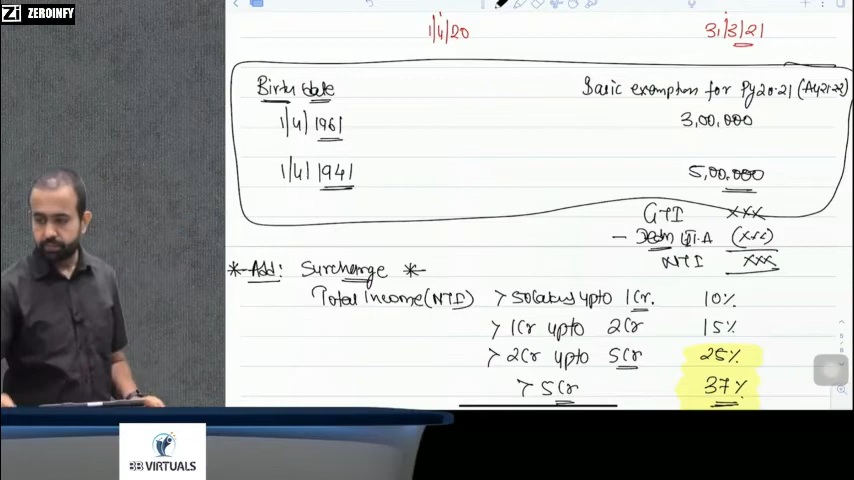 Zi ZEROINFY
1/4/20 31/3/21
Birth date Basic exemption for Py20-21 (Ay21-22)
1/4/1961 3,00,000
1/4/1941 5,00,000
GTI xxx
- Dedn VI-A (xxx)
NTI xxx
*Add: Surcharge *
Total Income (NTI) > 50 lakhs upto 1Cr. 10%
> 1Cr upto 2Cr 15%
> 2Cr upto 5Cr 25%
> 5Cr 37%
BB VIRTUALS